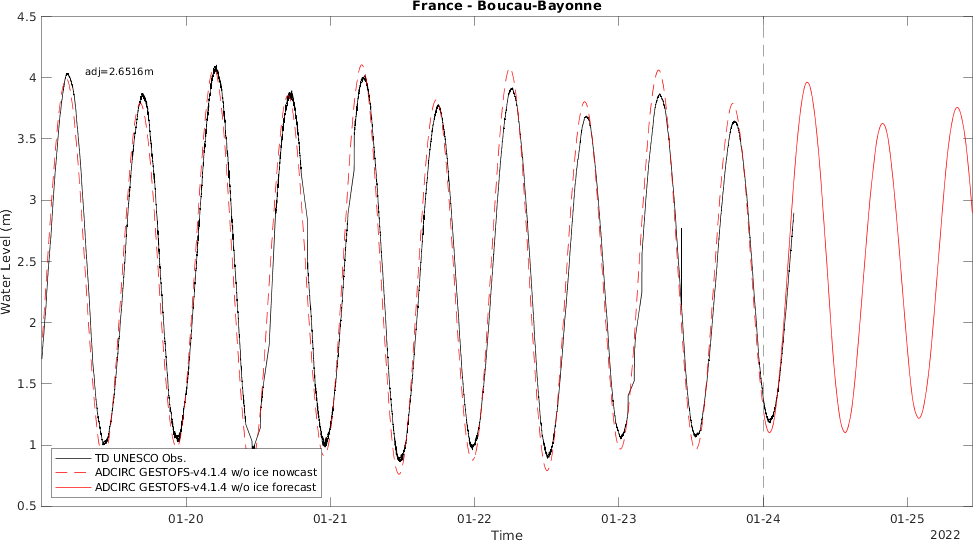 France - Boucau-Bayonne
4.5
4
3.5
3
2.5
2
1.5
1
0.5
Water Level (m)
adj=2.6516m
TD UNESCO Obs.
ADCIRC GESTOFS-v4.1.4 w/o ice nowcast
ADCIRC GESTOFS-v4.1.4 w/o ice forecast
01-20
01-21
01-22
01-23
01-24
01-25
Time
2022